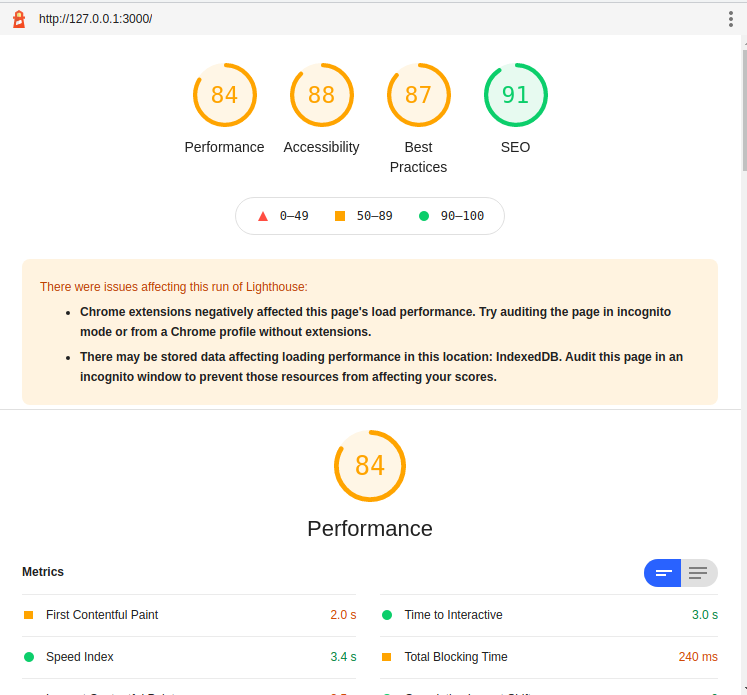 http://127.0.0.1:3000/
84
88
87
91
Performance
Accessibility
Best
Practices
SEO
0–49
50–89
90–100
There were issues affecting this run of Lighthouse:
• Chrome extensions negatively affected this page's load performance. Try auditing the page in incognito
mode or from a Chrome profile without extensions.
• There may be stored data affecting loading performance in this location: IndexedDB. Audit this page in an
incognito window to prevent those resources from affecting your scores.
84
Performance
Metrics
First Contentful Paint 2.0 s
Time to Interactive 3.0 s
Speed Index 3.4 s
Total Blocking Time 240 ms